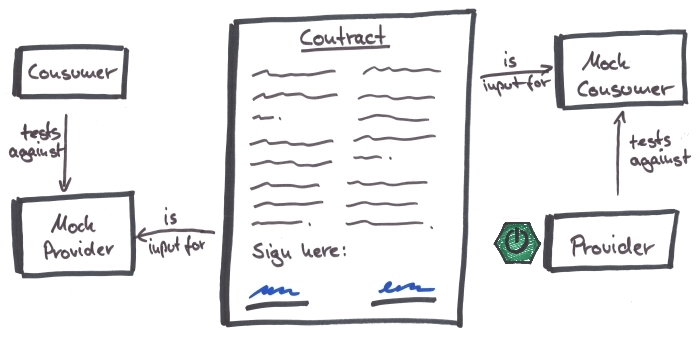 Contract
Consumer
tests
against
Mock
Provider
is
input for
Sign here:
is
input for
Mock
Consumer
tests
against
Provider